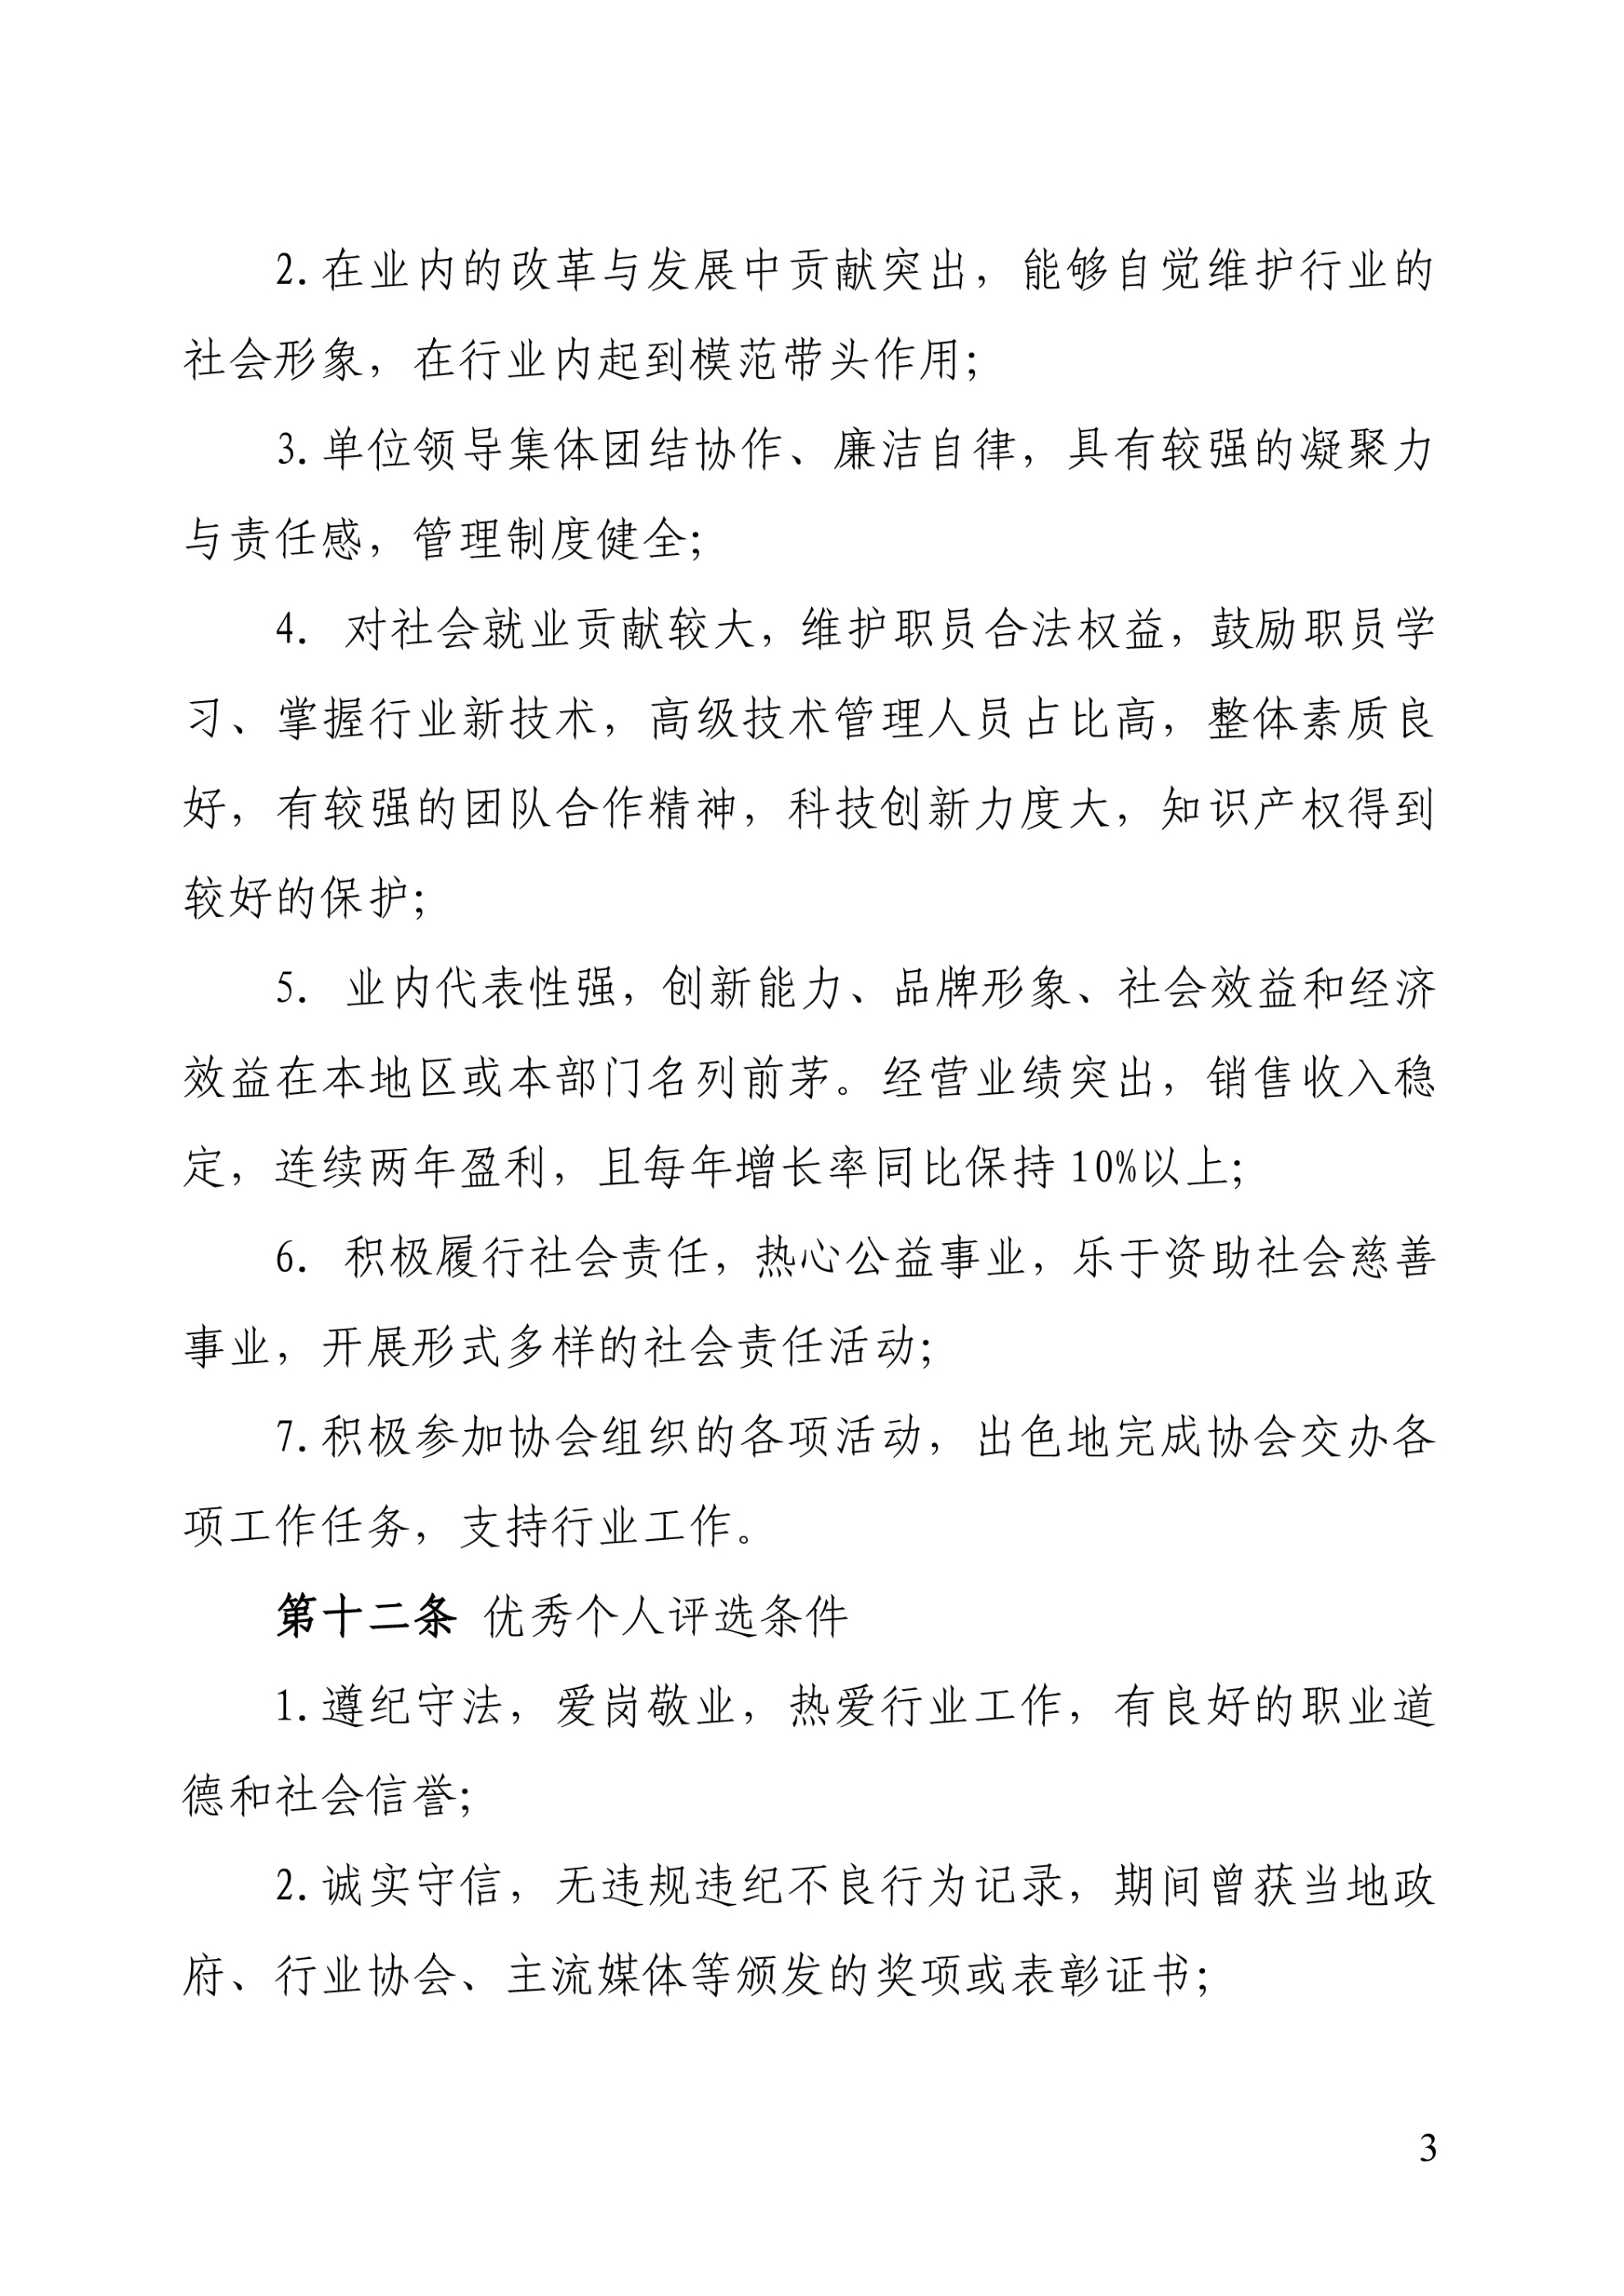 2.在业内的改革与发展中贡献突出，能够自觉维护行业的
社会形象，在行业内起到模范带头作用；
3.单位领导集体团结协作、廉洁自律，具有较强的凝聚力
与责任感，管理制度健全；
4. 对社会就业贡献较大，维护职员合法权益，鼓励职员学
习、掌握行业新技术，高级技术管理人员占比高，整体素质良
好，有较强的团队合作精神，科技创新力度大，知识产权得到
较好的保护；
5. 业内代表性强，创新能力、品牌形象、社会效益和经济
效益在本地区或本部门名列前茅。经营业绩突出，销售收入稳
定，连续两年盈利，且每年增长率同比保持 10%以上；
6. 积极履行社会责任，热心公益事业，乐于资助社会慈善
事业，开展形式多样的社会责任活动；
7.积极参加协会组织的各项活动，出色地完成协会交办各
项工作任务，支持行业工作。
第十二条 优秀个人评选条件
1.遵纪守法，爱岗敬业，热爱行业工作，有良好的职业道
德和社会信誉；
2.诚实守信，无违规违纪不良行为记录，期间曾获当地政
府、行业协会、主流媒体等颁发的奖项或表彰证书；
3